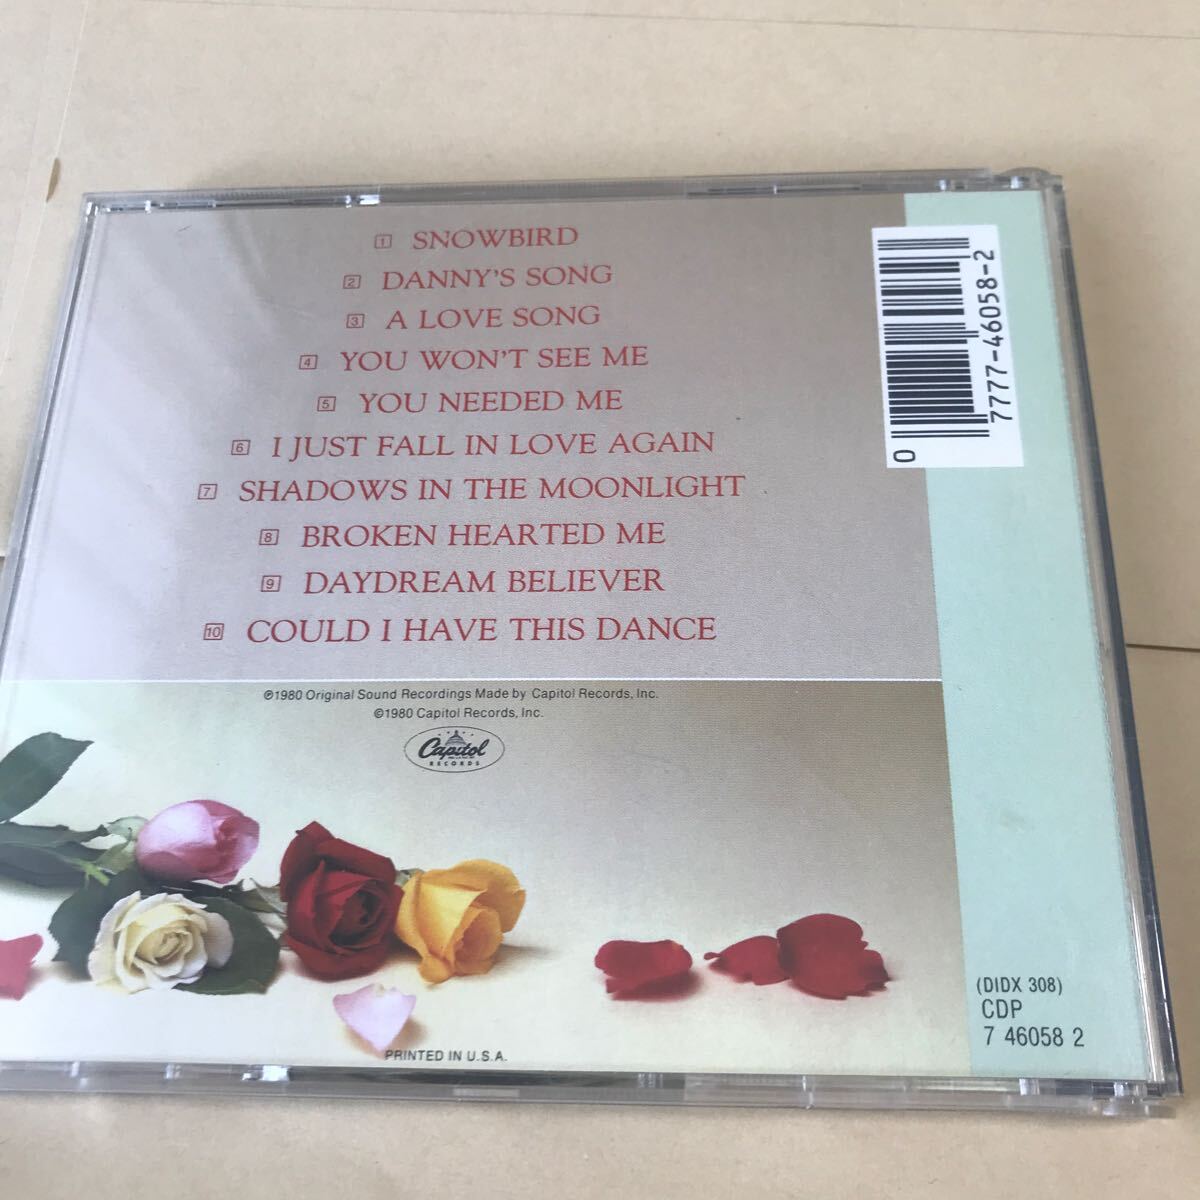 1 SNOWBIRD
2 DANNY'S SONG
3 A LOVE SONG
4 YOU WON'T SEE ME
5 YOU NEEDED ME
6 I JUST FALL IN LOVE AGAIN
7 SHADOWS IN THE MOONLIGHT
8 BROKEN HEARTED ME
9 DAYDREAM BELIEVER
10 COULD I HAVE THIS DANCE
℗1980 Original Sound Recordings Made by Capitol Records, Inc.
©1980 Capitol Records, Inc.
Capitol
RECORDS
PRINTED IN U.S.A.
0 7777-46058-2
(DIDX 308)
CDP
7 46058 2